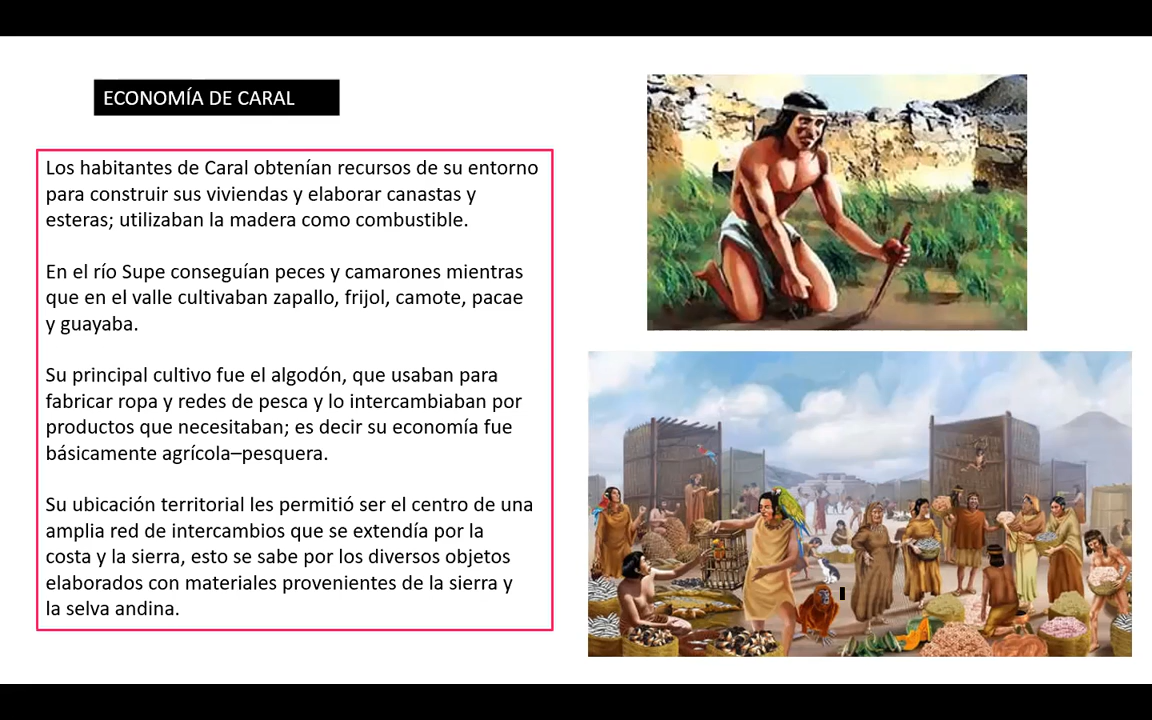 ECONOMÍA DE CARAL
Los habitantes de Caral obtenían recursos de su entorno
para construir sus viviendas y elaborar canastas y
esteras; utilizaban la madera como combustible.
En el río Supe conseguían peces y camarones mientras
que en el valle cultivaban zapallo, frijol, camote, pacae
y guayaba.
Su principal cultivo fue el algodón, que usaban para
fabricar ropa y redes de pesca y lo intercambiaban por
productos que necesitaban; es decir su economía fue
básicamente agrícola–pesquera.
Su ubicación territorial les permitió ser el centro de una
amplia red de intercambios que se extendía por la
costa y la sierra, esto se sabe por los diversos objetos
elaborados con materiales provenientes de la sierra y
la selva andina.